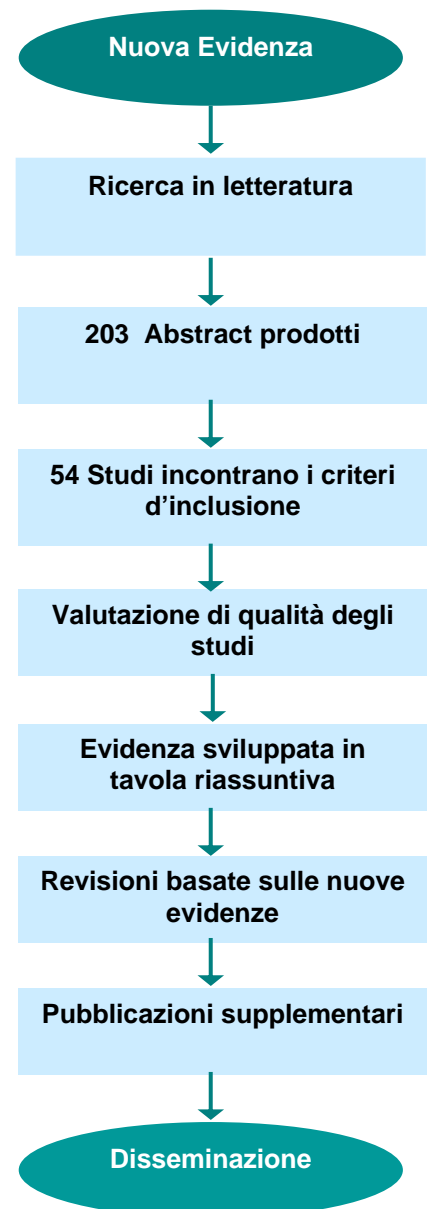 Nuova Evidenza
Ricerca in letteratura
203 Abstract prodotti
54 Studi incontrano i criteri
d’inclusione
Valutazione di qualità degli
studi
Evidenza sviluppata in
tavola riassuntiva
Revisioni basate sulle nuove
evidenze
Pubblicazioni supplementari
Disseminazione